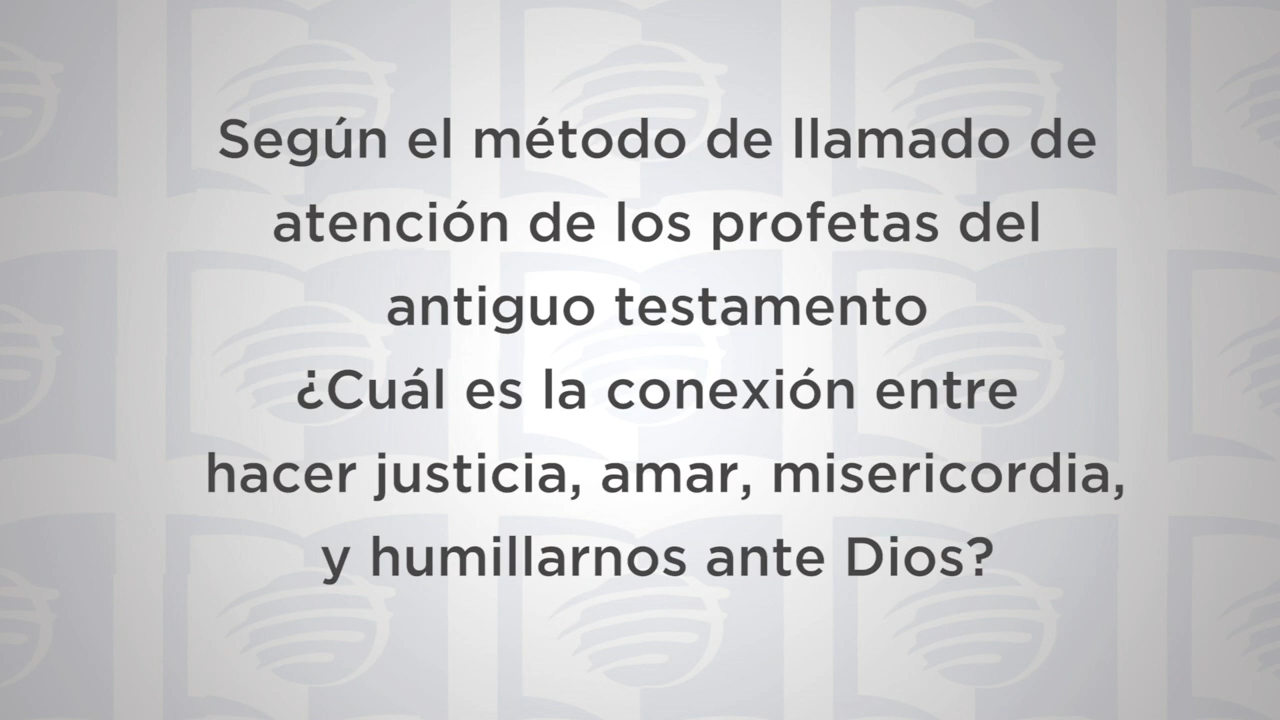 Según el método de llamado de
atención de los profetas del
antiguo testamento
¿Cuál es la conexión entre
hacer justicia, amar, misericordia,
y humillarnos ante Dios?